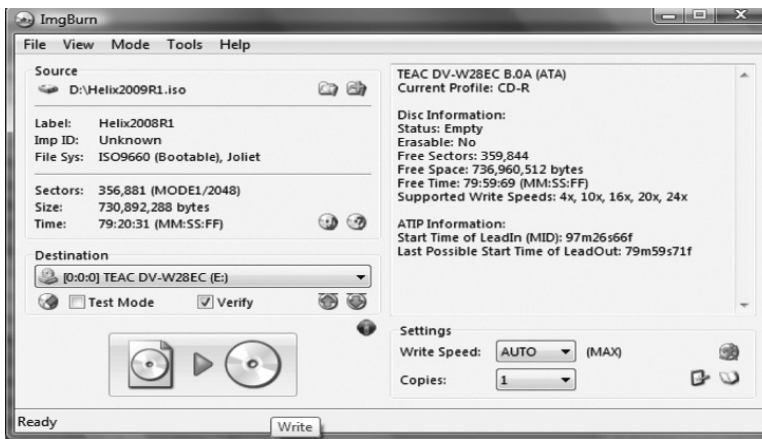 ImgBurn
File View Mode Tools Help
Source
D:\Helix2009R1.iso
Label: Helix2008R1
Imp ID: Unknown
File Sys: ISO9660 (Bootable), Joliet
Sectors: 356,881 (MODE1/2048)
Size: 730,892,288 bytes
Time: 79:20:31 (MM:SS:FF)
Destination
[0:0:0] TEAC DV-W28EC (E:)
Test Mode Verify
TEAC DV-W28EC B.0A (ATA)
Current Profile: CD-R
Disc Information:
Status: Empty
Erasable: No
Free Sectors: 359,844
Free Space: 736,960,512 bytes
Free Time: 79:59:69 (MM:SS:FF)
Supported Write Speeds: 4x, 10x, 16x, 20x, 24x
ATIP Information:
Start Time of LeadIn (MID): 97m26s66f
Last Possible Start Time of LeadOut: 79m59s71f
Settings
Write Speed: AUTO (MAX)
Copies: 1
Ready
Write